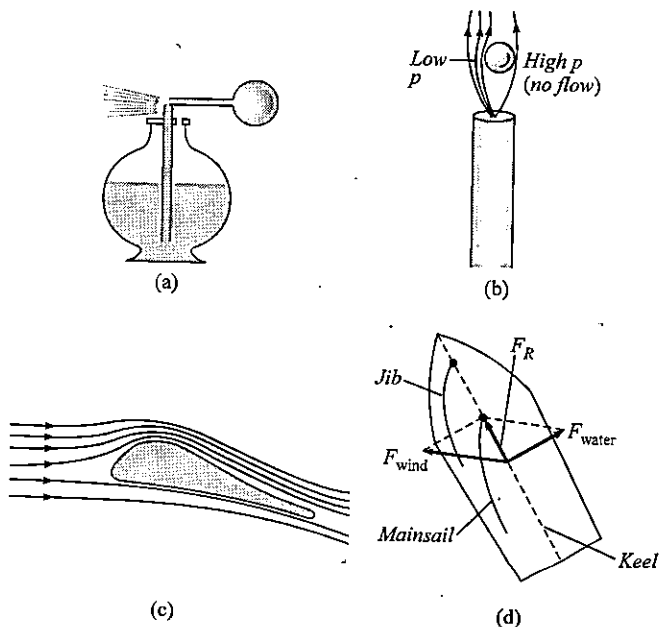 (a)
Low
p
High p
(no flow)
(b)
(c)
Jib
F_R
F_water
F_wind
Mainsail
Keel
(d)